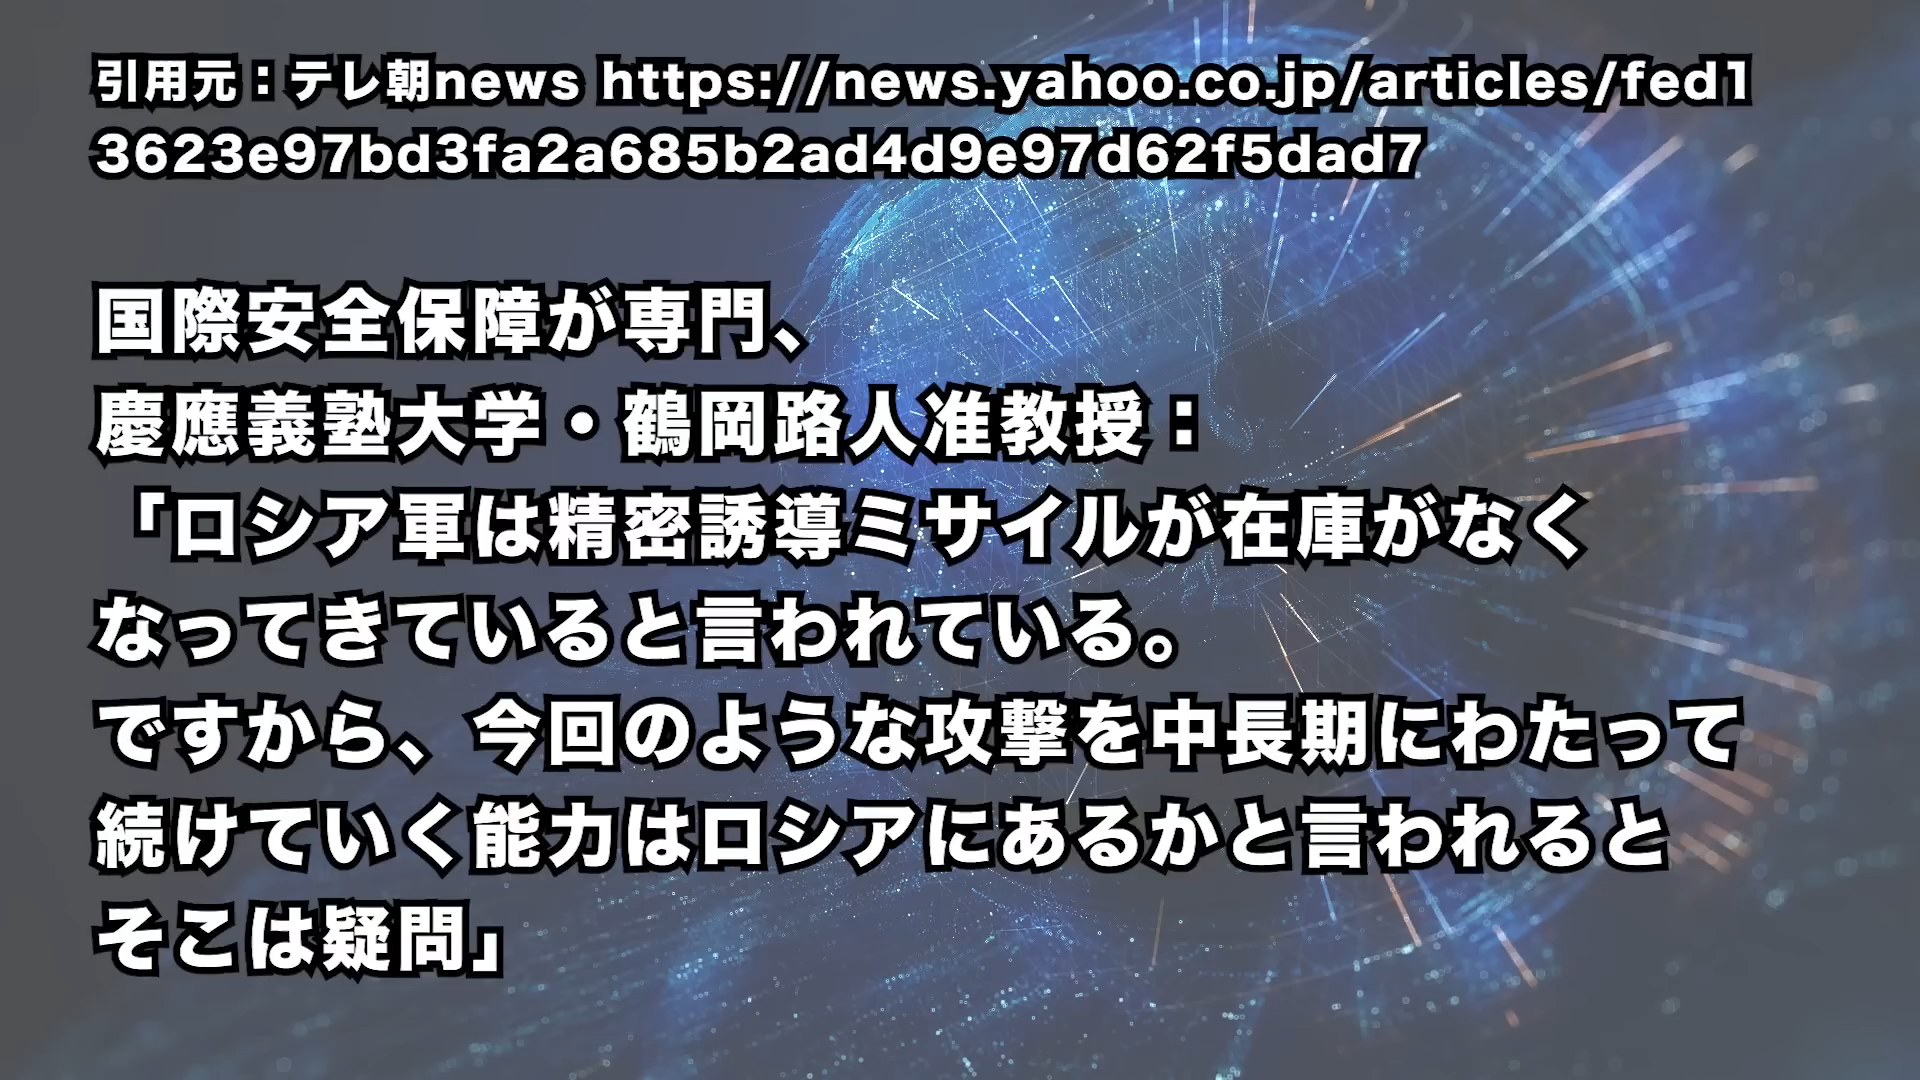 引用元：テレ朝news https://news.yahoo.co.jp/articles/fed1
3623e97bd3fa2a685b2ad4d9e97d62f5dad7
国際安全保障が専門、
慶應義塾大学・鶴岡路人准教授：
「ロシア軍は精密誘導ミサイルが在庫がなく
なってきていると言われている。
ですから、今回のような攻撃を中長期にわたって
続けていく能力はロシアにあるかと言われると
そこは疑問」